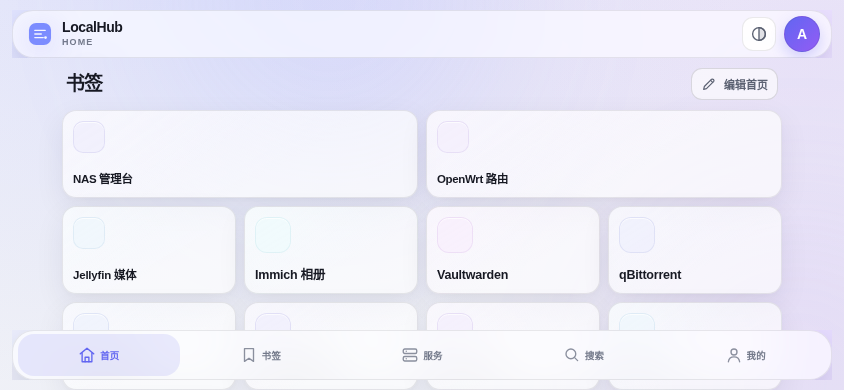 LocalHub
HOME
A
书签
编辑首页
NAS 管理台
OpenWrt 路由
Jellyfin 媒体
Immich 相册
Vaultwarden
qBittorrent
首页
书签
服务
搜索
我的